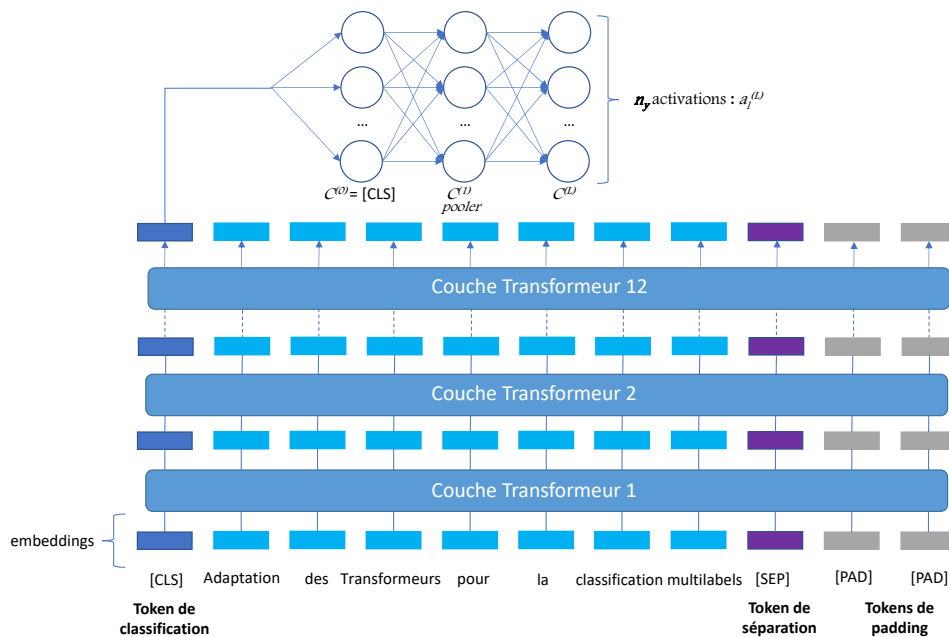 ... ... ...
n_y activations : a_l^(L)
C^(0) = [CLS] C^(1) C^(L)
pooler
Couche Transformeur 12
Couche Transformeur 2
Couche Transformeur 1
embeddings
[CLS] Adaptation des Transformeurs pour la classification multilabels [SEP] [PAD] [PAD]
Token de classification
Token de séparation
Tokens de padding